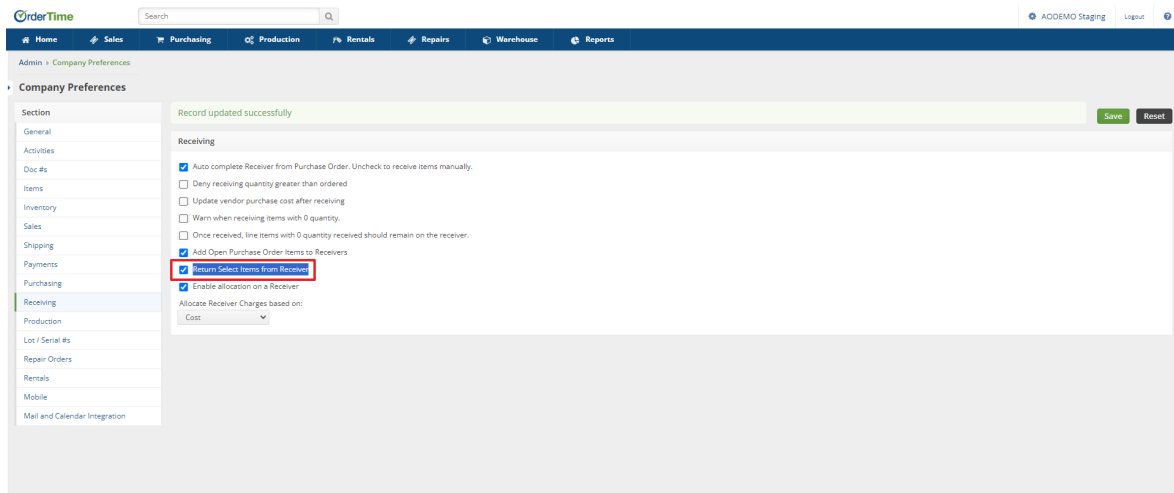 OrderTime
Search
AODEMO Staging Logout
Home Sales Purchasing Production Rentals Repairs Warehouse Reports
Admin › Company Preferences
Company Preferences
Section
General
Activities
Doc #s
Items
Inventory
Sales
Shipping
Payments
Purchasing
Receiving
Production
Lot / Serial #s
Repair Orders
Rentals
Mobile
Mail and Calendar Integration
Record updated successfully
Save Reset
Receiving
Auto complete Receiver from Purchase Order. Uncheck to receive items manually.
Deny receiving quantity greater than ordered
Update vendor purchase cost after receiving
Warn when receiving items with 0 quantity.
Once received, line items with 0 quantity received should remain on the receiver.
Add Open Purchase Order Items to Receivers
Return Select Items from Receiver
Enable allocation on a Receiver
Allocate Receiver Charges based on:
Cost